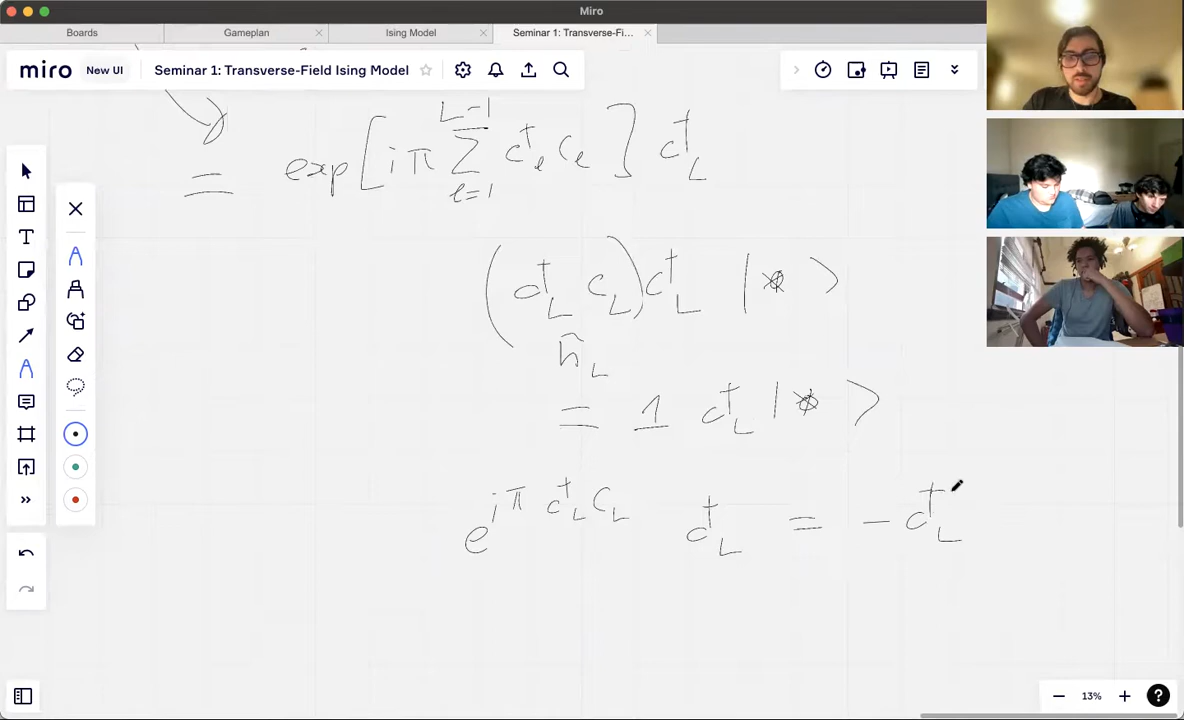 Miro
Boards
Gameplan
Ising Model
Seminar 1: Transverse-Fi...
miro New UI Seminar 1: Transverse-Field Ising Model
= exp[iπ ∑_{ℓ=1}^{L-1} c†_ℓ c_ℓ] c†_L
(c†_L c_L) c†_L |*⟩
n̂_L
= 1 c†_L |*⟩
e^{iπ c†_L c_L} c†_L = - c†_L
13%